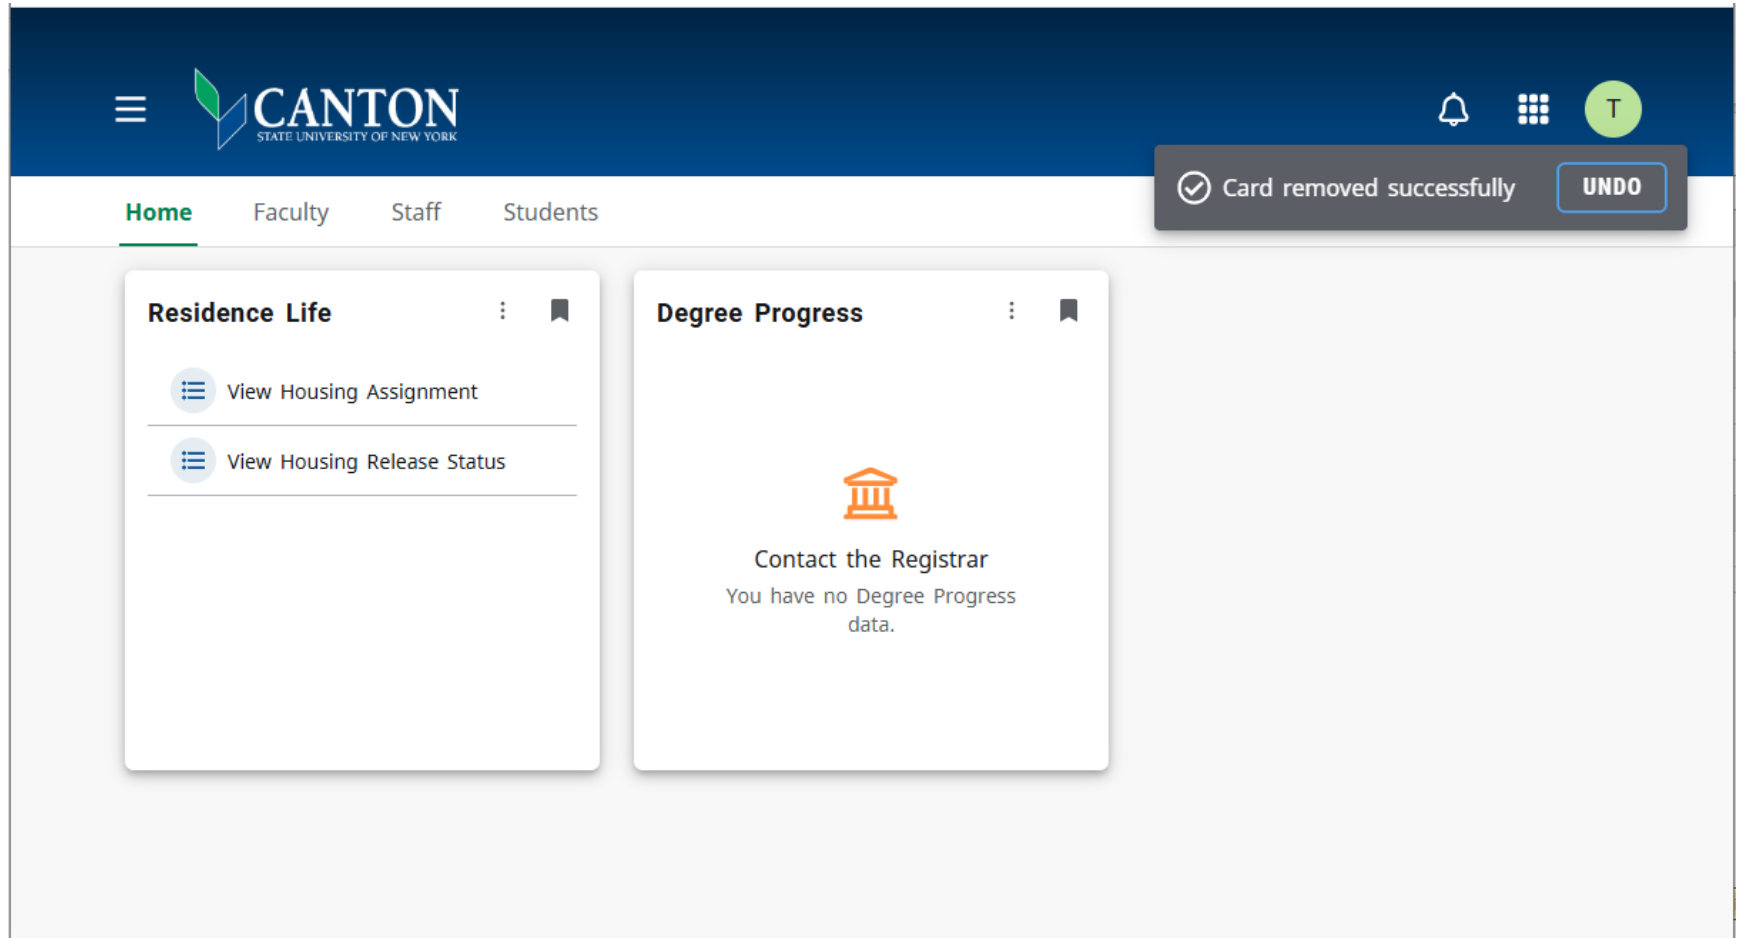 CANTON
STATE UNIVERSITY OF NEW YORK
T
Card removed successfully UNDO
Home Faculty Staff Students
Residence Life
View Housing Assignment
View Housing Release Status
Degree Progress
Contact the Registrar
You have no Degree Progress
data.